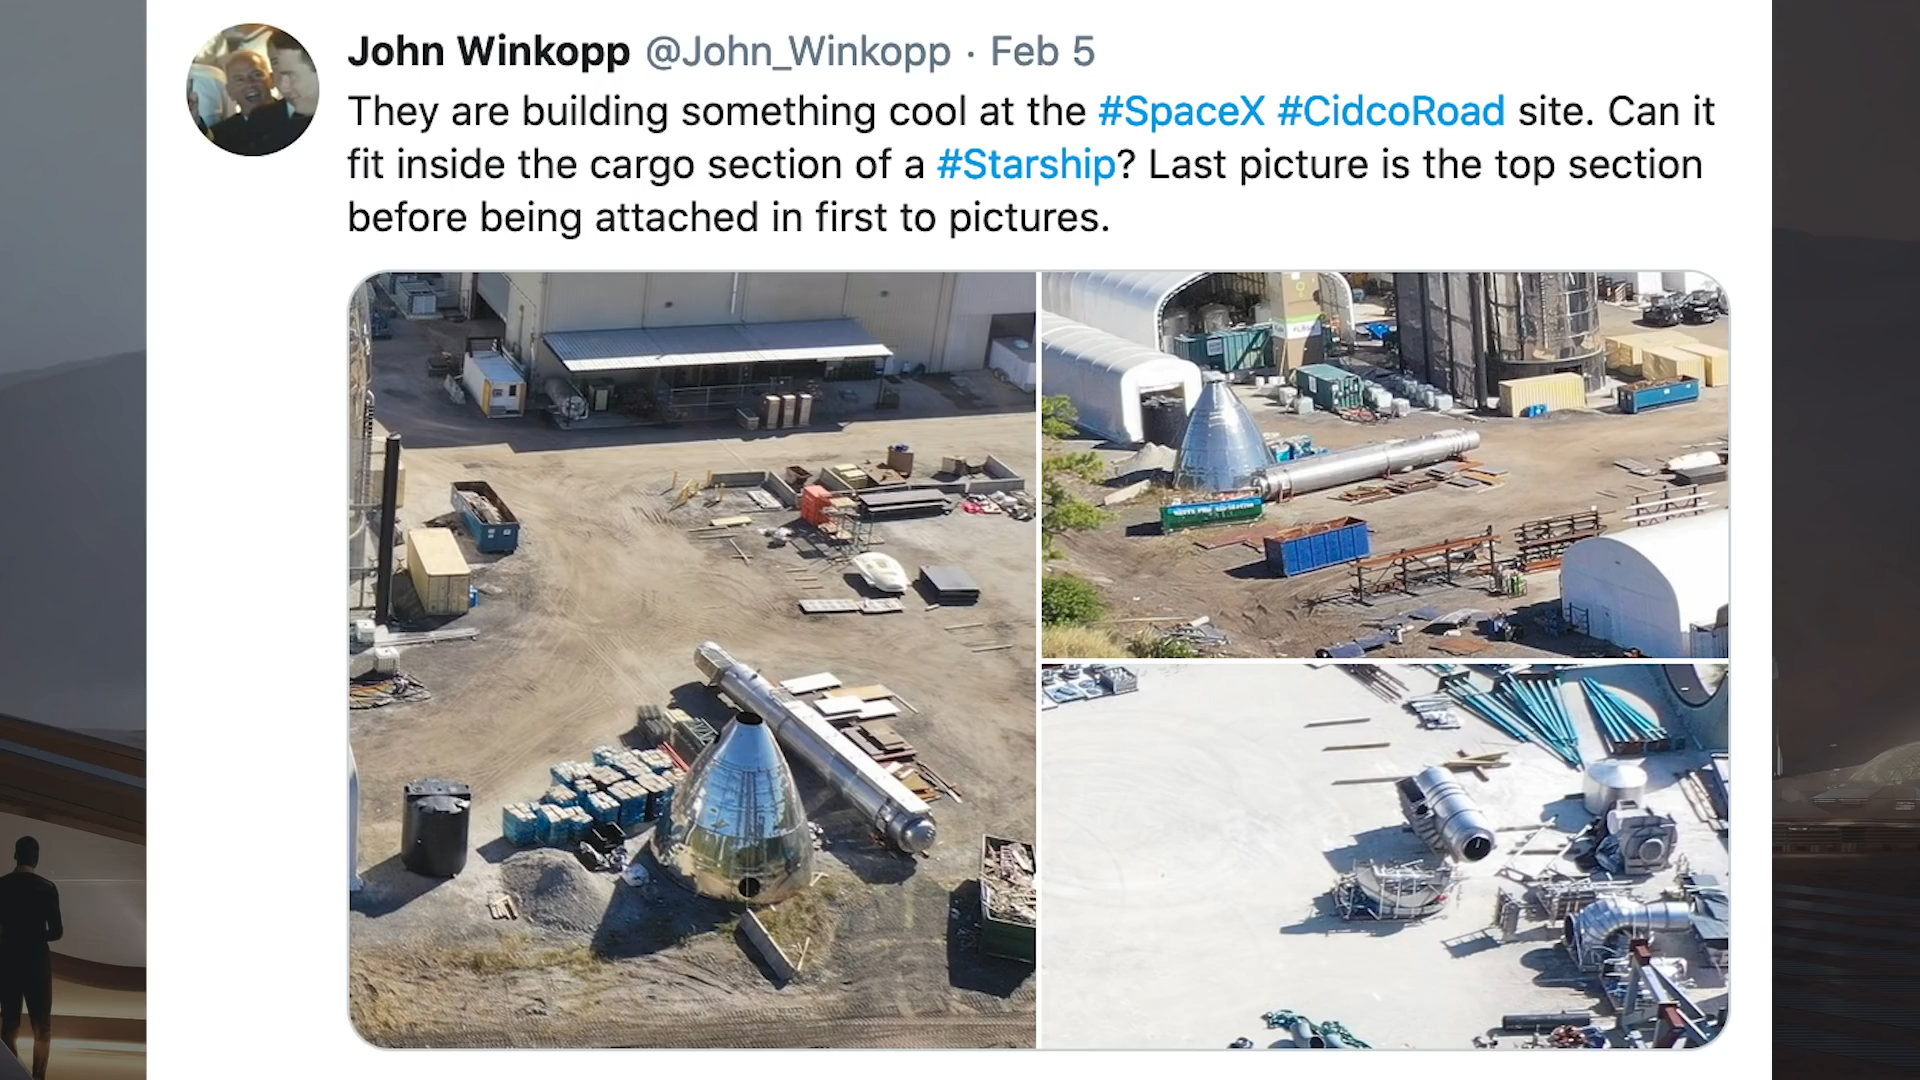 John Winkopp @John_Winkopp · Feb 5
They are building something cool at the #SpaceX #CidcoRoad site. Can it
fit inside the cargo section of a #Starship? Last picture is the top section
before being attached in first to pictures.